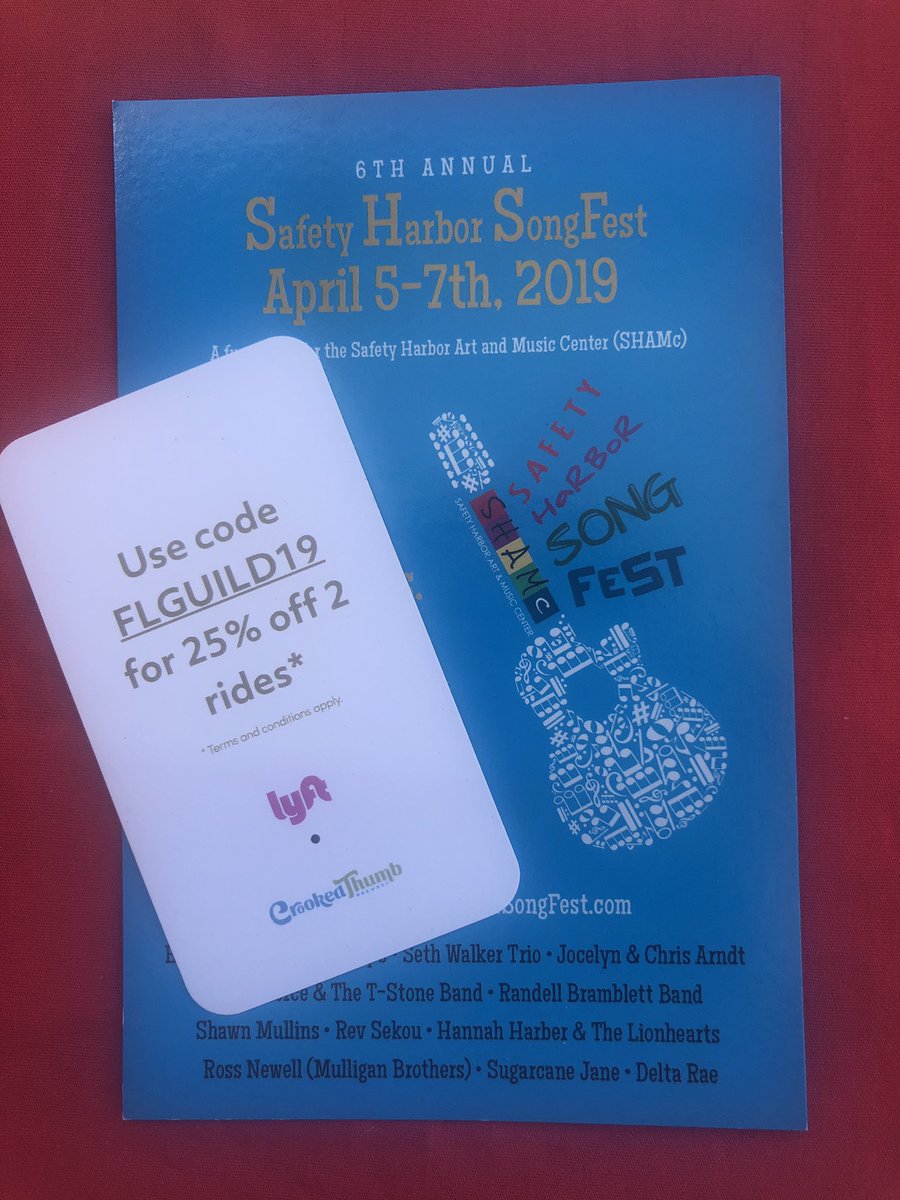 6TH ANNUAL
Safety Harbor SongFest
April 5-7th, 2019
the Safety Harbor Art and Music Center (SHAMc)
SAFETY
HARBOR
SONG
FEST
SHAMc
SAFETY HARBOR ART & MUSIC CENTER
Use code
FLGUILD19
for 25% off 2
rides*
* Terms and conditions apply.
lyft
Crooked Thumb
BREWERY
SongFest.com
• Seth Walker Trio • Jocelyn & Chris Arndt
& The T-Stone Band • Randell Bramblett Band
Shawn Mullins • Rev Sekou • Hannah Harber & The Lionhearts
Ross Newell (Mulligan Brothers) • Sugarcane Jane • Delta Rae